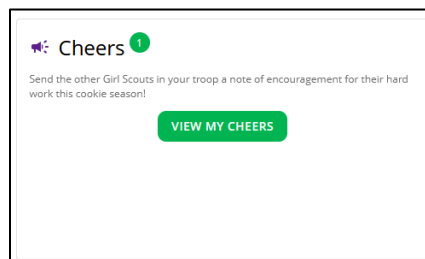 Cheers 1
Send the other Girl Scouts in your troop a note of encouragement for their hard
work this cookie season!
VIEW MY CHEERS